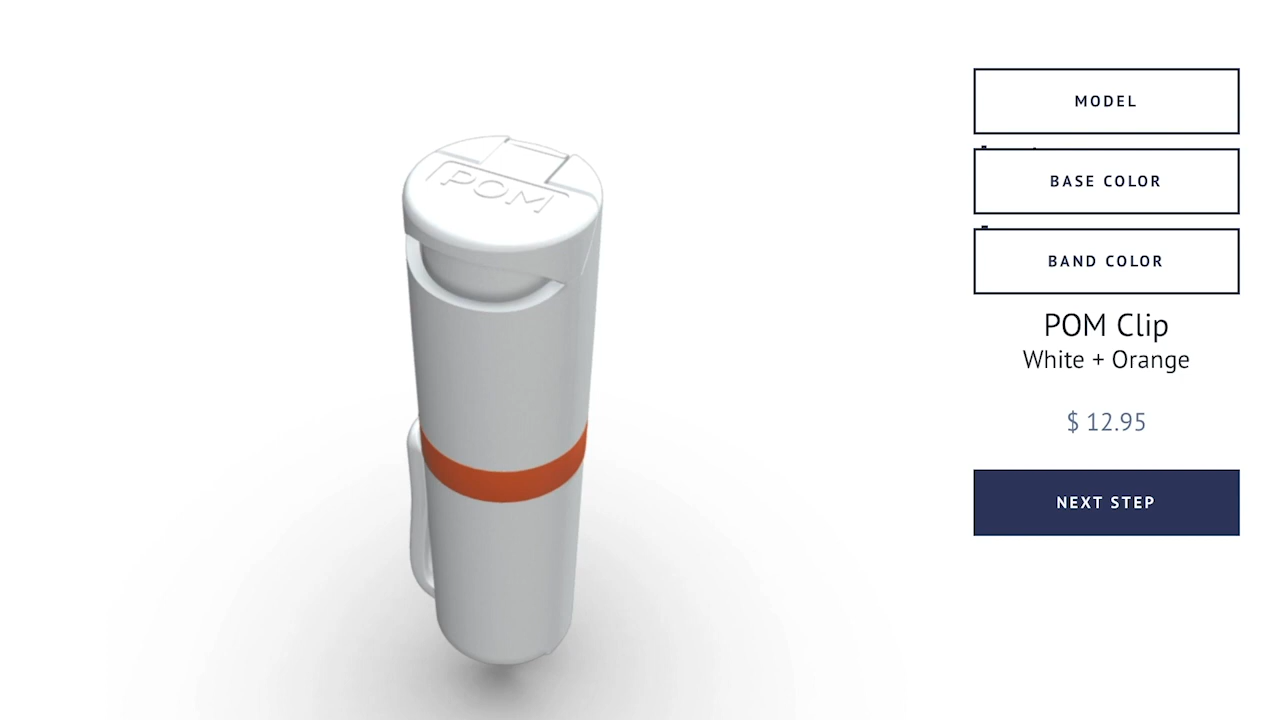 POM
MODEL
BASE COLOR
BAND COLOR
POM Clip
White + Orange
$ 12.95
NEXT STEP